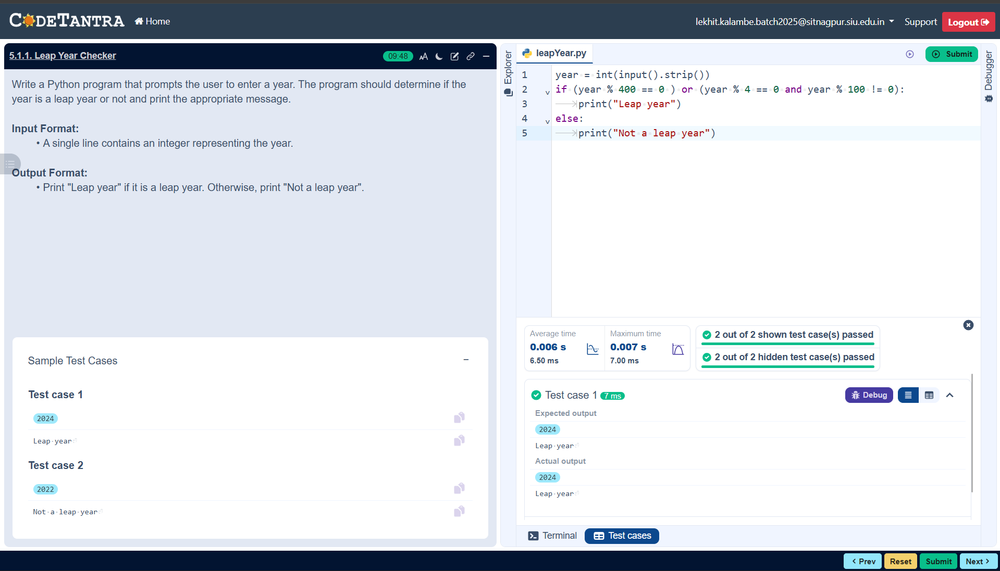 CODETANTRA
Home
lekhit.kalambe.batch2025@sitnagpur.siu.edu.in
Support
Logout
5.1.1. Leap Year Checker
09:48
AA
Write a Python program that prompts the user to enter a year. The program should determine if the
year is a leap year or not and print the appropriate message.
Input Format:
• A single line contains an integer representing the year.
Output Format:
• Print "Leap year" if it is a leap year. Otherwise, print "Not a leap year".
Sample Test Cases
Test case 1
2024
Leap year
Test case 2
2022
Not a leap year
Explorer
leapYear.py
Submit
Debugger
1 year = int(input().strip())
2 if (year % 400 == 0 ) or (year % 4 == 0 and year % 100 != 0):
3 print("Leap year")
4 else:
5 print("Not a leap year")
Average time
0.006 s
6.50 ms
Maximum time
0.007 s
7.00 ms
2 out of 2 shown test case(s) passed
2 out of 2 hidden test case(s) passed
Test case 1
7 ms
Debug
Expected output
2024
Leap year
Actual output
2024
Leap year
Terminal
Test cases
Prev
Reset
Submit
Next